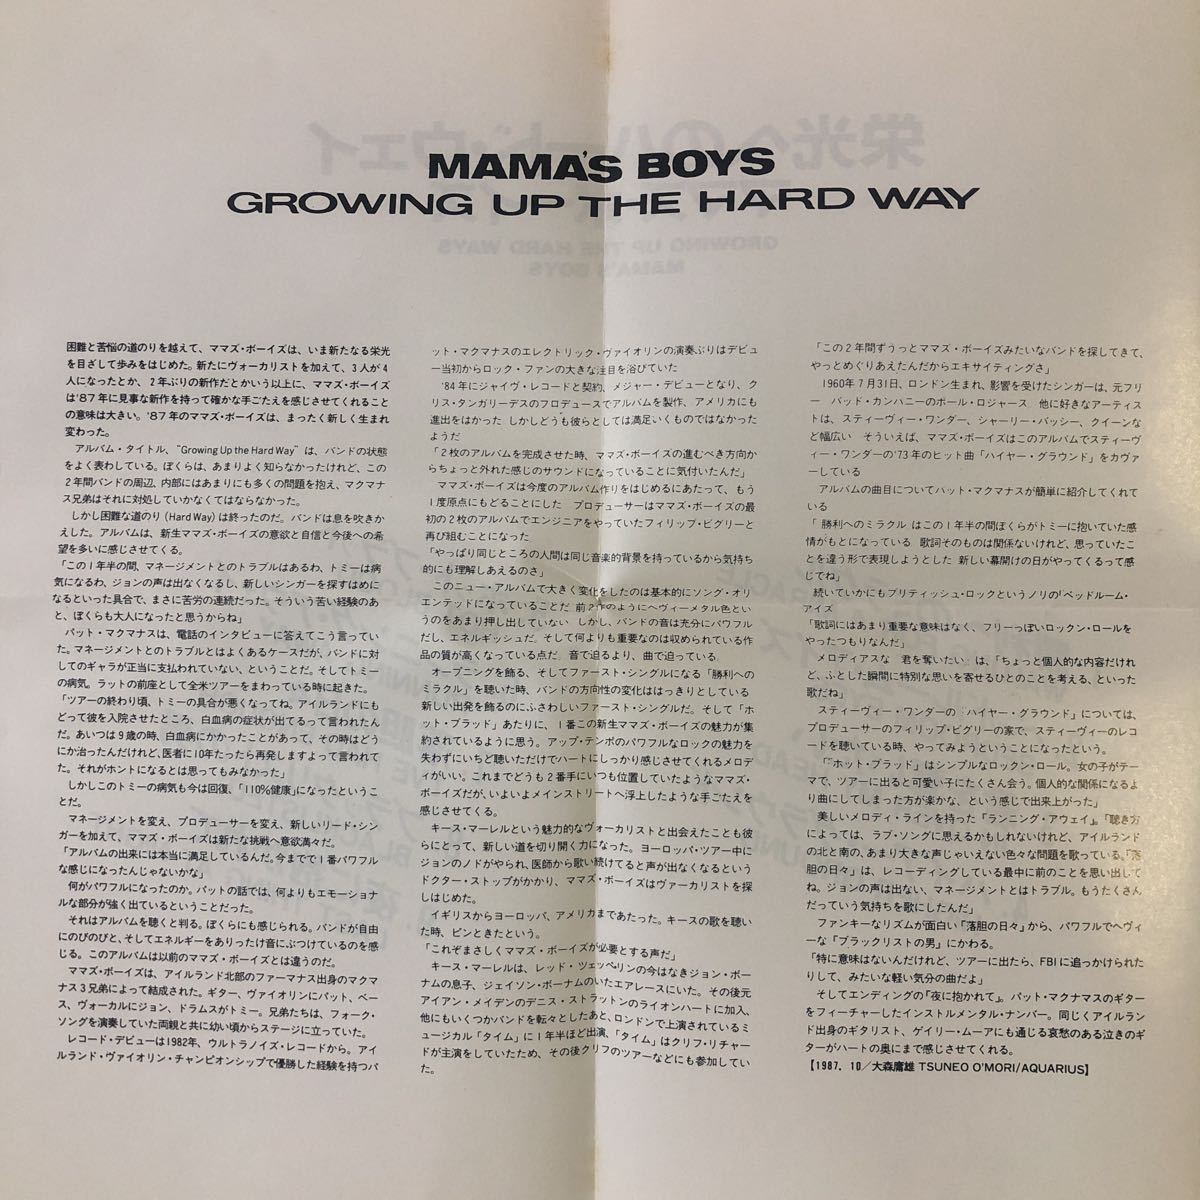 MAMA'S BOYS
GROWING UP THE HARD WAY
困難と苦悩の道のりを越えて、ママズ・ボーイズは、いま新たなる栄光
を目ざして歩みをはじめた。新たにヴォーカリストを加えて、3人が4
人になったとか、2年ぶりの新作だとかいう以上に、ママズ・ボーイズ
が'87年に見事な新作を持って確かな手ごたえを感じさせてくれること
の意味は大きい。'87年のママズ・ボーイズは、まったく新しく生まれ
変わった。
アルバム・タイトル、"Growing Up the Hard Way"は、バンドの状態
をよく表わしている。ぼくらは、あまりよく知らなかったけれど、この
2年間バンドの周辺、内部にはあまりにも多くの問題を抱え、マクマナ
ス兄弟はそれに対処していかなくてはならなかった。
しかし困難な道のり(Hard Way)は終ったのだ。バンドは息を吹きか
えした。アルバムは、新生ママズ・ボーイズの意欲と自信と今後への希
望を多いに感じさせてくる。
「この1年半の間、マネージメントとのトラブルはあるわ、トミーは病
気になるわ、ジョンの声は出なくなるし、新しいシンガーを探すはめに
なるといった具合で、まさに苦労の連続だった。そういう苦い経験のあ
と、ぼくらも大人になったと思うからね」
パット・マクマナスは、電話のインタビューに答えてこう言ってい
た。マネージメントとのトラブルとはよくあるケースだが、バンドに対
してのギャラが正当に支払われていない、ということだ。そしてトミー
の病気。ラットの前座として全米ツアーをまわっている時に起きた。
「ツアーの終わり頃、トミーの具合が悪くなってね。アイルランドにも
どって彼を入院させたところ、白血病の症状が出てるって言われたん
だ。あいつは9歳の時、白血病にかかったことがあって、その時はどう
にか治ったんだけれど、医者に10年たったら再発しますよって言われて
た。それがホントになるとは思ってもみなかった」
しかしこのトミーの病気も今は回復、「110%健康」になったというこ
とだ。
マネージメントを変え、プロデューサーを変え、新しいリード・シン
ガーを加えて、ママズ・ボーイズは新たな挑戦へ意欲満々だ。
「アルバムの出来には本当に満足しているんだ。今までで1番パワフル
な感じになったんじゃないかな」
何がパワフルになったのか。パットの話では、何よりもエモーショナ
ルな部分が強く出ているということだった。
それはアルバムを聴くと判る。ぼくらにも感じられる。バンドが自由
にのびのびと、そしてエネルギーをありったけ音にぶつけているのを感
じる。このアルバムは以前のママズ・ボーイズとは違うのだ。
ママズ・ボーイズは、アイルランド北部のファーマナス出身のマクマ
ナス3兄弟によって結成された。ギター、ヴァイオリンにパット、ベー
ス、ヴォーカルにジョン、ドラムスがトミー。兄弟たちは、フォーク・
ソングを演奏していた両親と共に幼い頃からステージに立っていた。
レコード・デビューは1982年、ウルトラノイズ・レコードから。アイ
ルランド・ヴァイオリン・チャンピオンシップで優勝した経験を持つパ
ット・マクマナスのエレクトリック・ヴァイオリンの演奏ぶりはデビュ
ー当初からロック・ファンの大きな注目を浴びていた
'84年にジャイヴ・レコードと契約、メジャー・デビューとなり、ク
リス・タンガリーデスのプロデュースでアルバムを製作、アメリカにも
進出をはかった しかしどうも彼らとしては満足いくものではなかった
ようだ
「2枚のアルバムを完成させた時、ママズ・ボーイズの進むべき方向か
らちょっと外れた感じのサウンドになっていることに気付いたんだ」
ママズ・ボーイズは今度のアルバム作りをはじめるにあたって、もう
1度原点にもどることにした プロデューサーはママズ・ボーイズの最
初の2枚のアルバムでエンジニアをやっていたフィリップ・ビグリーと
再び組むことになった
「やっぱり同じところの人間は同じ音楽的背景を持っているから気持ち
的にも理解しあえるのさ」
このニュー・アルバムで大きく変化をしたのは基本的にソング・オリ
エンテッドになっていることだ 前2作のようにヘヴィーメタル色とい
うのをあまり押し出していない しかし、バンドの音は充分にパワフル
だし、エネルギッシュだ そして何よりも重要なのは収められている作
品の質が高くなっている点だ 音で迫るより、曲で迫っている
オープニングを飾る、そしてファースト・シングルになる「勝利への
ミラクル」を聴いた時、バンドの方向性の変化ははっきりとしている
新しい出発を飾るのにふさわしいファースト・シングルだ。そして「ホ
ット・ブラッド」あたりに、1番この新生ママズ・ボーイズの魅力が集
約されているように思う。アップ・テンポのパワフルなロックの魅力を
失わずにいちど聴いただけでハートにしっかり感じさせてくれるメロデ
ィがいい。これまでどうも2番手にいつも位置していたようなママズ・
ボーイズだが、いよいよメインストリートへ浮上したような手ごたえを
感じさせてくる。
キース・マーレルという魅力的なヴォーカリストと出会えたことも彼
らにとって、新しい道を切り開く力になった。ヨーロッパ・ツアー中に
ジョンのノドがやられ、医師から歌い続けてると声が出なくなるという
ドクター・ストップがかかり、ママズ・ボーイズはヴァーカリストを探
しはじめた。
イギリスからヨーロッパ、アメリカまであたった。キースの歌を聴い
た時、ピンときたという。
「これぞまさしくママズ・ボーイズが必要とする声だ」
キース・マーレルは、レッド・ツェッペリンの今はなきジョン・ボー
ナムの息子、ジェイソン・ボーナムのいたエアレースにいた。その後元
アイアン・メイデンのデニス・ストラットンのライオンハートに加入、
他にもいくつかバンドを転々としたあと、ロンドンで上演されているミ
ュージカル「タイム」に1年半ほど出演、「タイム」はクリフ・リチャー
ドが主演をしていたため、その後クリフのツアーなどにも参加してい
た。
「この2年間ずうっとママズ・ボーイズみたいなバンドを探してきて、
やっとめぐりあえたんだからエキサイティングさ」
1960年7月31日、ロンドン生まれ、影響を受けたシンガーは、元フリ
ー バッド・カンパニーのポール・ロジャース 他に好きなアーティス
トは、スティーヴィー・ワンダー、シャーリー・バッシー、クイーンな
ど幅広い そういえば、ママズ・ボーイズはこのアルバムでスティーヴ
ィー・ワンダーの'73年のヒット曲「ハイヤー・グラウンド」をカヴァ
ーしている
アルバムの曲目についてパット・マクマナスが簡単に紹介してくれて
いる
「勝利へのミラクル はこの1年半の間ぼくらがトミーに抱いていた感
情がもとになっている 歌詞そのものは関係ないけれど、思っていたこ
とを違う形で表現しようとした 新しい幕開けの日がやってくるって感
じでね」
続いていかにもブリティッシュ・ロックというノリの「ベッドルーム・
アイズ
「歌詞にはあまり重要な意味はなく、フリーっぽいロックン・ロールを
やったつもりなんだ」
メロディアスな 君を奪いたい」は、「ちょっと個人的な内容だけれ
ど、ふとした瞬間に特別な思いを寄せるひとのことを考える、といった
歌だね」
スティーヴィー・ワンダーの「ハイヤー・グラウンド」については、
プロデューサーのフィリップ・ビグリーの家で、スティーヴィーのレコ
ードを聴いている時、やってみようということになったという。
「『ホット・ブラッド』はシンプルなロックン・ロール。女の子がテー
マで、ツアーに出ると可愛い子にたくさん会う。個人的な関係になるよ
り曲にしてしまった方が楽かな、という感じで出来上がった」
美しいメロディ・ラインを持った「ランニング・アウェイ」。「聴き方
によっては、ラブ・ソングに思えるかもしれないけれど、アイルランド
の北と南の、あまり大きな声じゃいえない色々な問題を歌っている。『落
胆の日々』は、レコーディングしている最中に前のことを思い出して
ね。ジョンの声は出ない、マネージメントとはトラブル。もうたくさん
だっていう気持ちを歌にしたんだ」
ファンキーなリズムが面白い「落胆の日々」から、パワフルでヘヴィ
ーな「ブラックリストの男」にかわる。
「特に意味はないんだけれど、ツアーに出たら、FBIに追っかけられた
りして、みたいな軽い気分の曲だよ」
そしてエンディングの「夜に抱かれて」。パット・マクナマスのギター
をフィーチャーしたインストルメンタル・ナンバー。同じくアイルラン
ド出身のギタリスト、ゲイリー・ムーアにも通じる哀愁のある泣きのギ
ターがハートの奥にまで感じさせてくれる。
【1987. 10/大森庸雄 TSUNEO O'MORI/AQUARIUS】